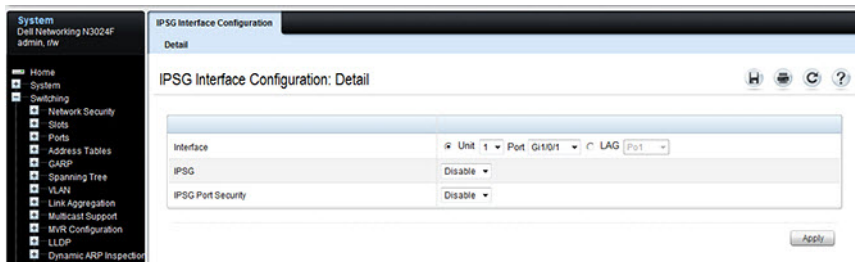 System
Dell Networking N3024F
admin, r/w
Home
System
Switching
Network Security
Slots
Ports
Address Tables
GARP
Spanning Tree
VLAN
Link Aggregation
Multicast Support
MVR Configuration
LLDP
Dynamic ARP Inspection
IPSG Interface Configuration
Detail
IPSG Interface Configuration: Detail
Interface Unit 1 Port Gi1/0/1 LAG Po1
IPSG Disable
IPSG Port Security Disable
Apply